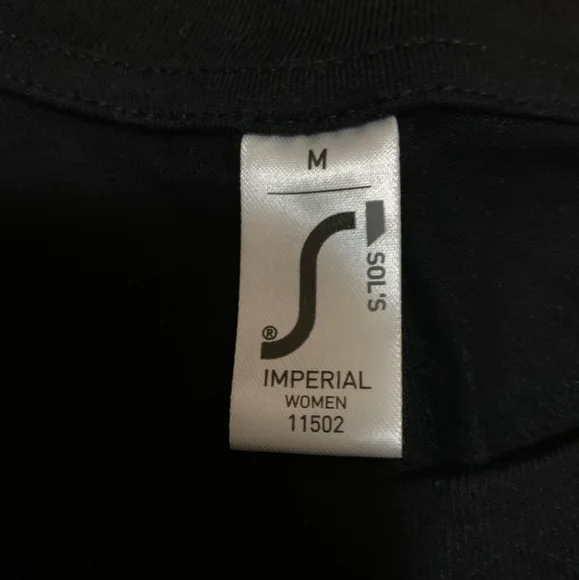 M
SOL'S
®
IMPERIAL
WOMEN
11502